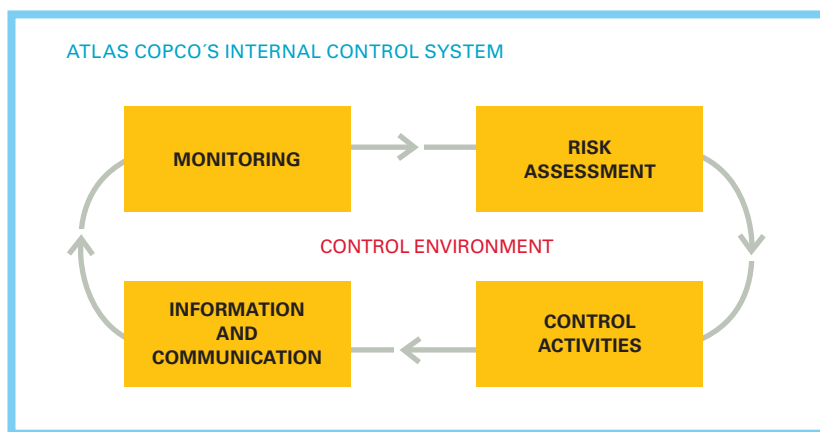 ATLAS COPCO´S INTERNAL CONTROL SYSTEM
MONITORING
RISK
ASSESSMENT
CONTROL ENVIRONMENT
INFORMATION
AND
COMMUNICATION
CONTROL
ACTIVITIES